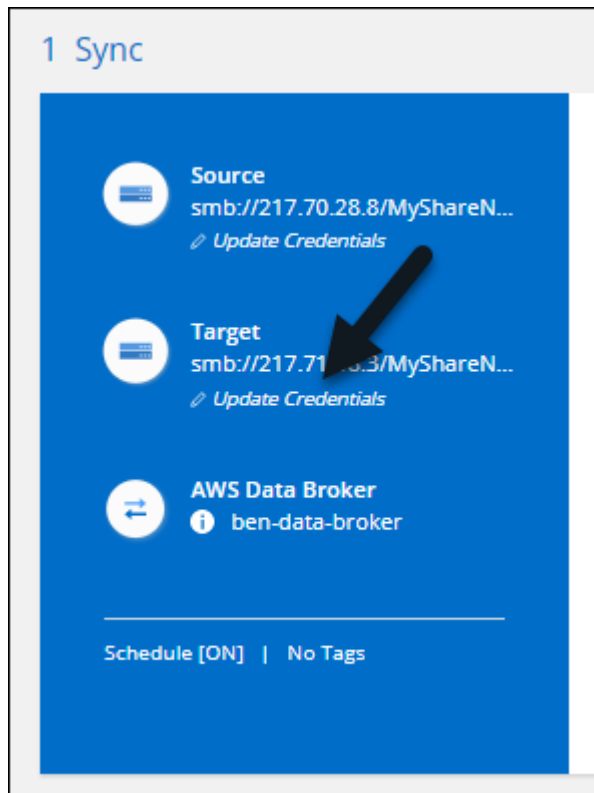 1 Sync
Source
smb://217.70.28.8/MyShareN...
Update Credentials
Target
smb://217.71 .3/MyShareN...
Update Credentials
AWS Data Broker
ben-data-broker
Schedule [ON] | No Tags